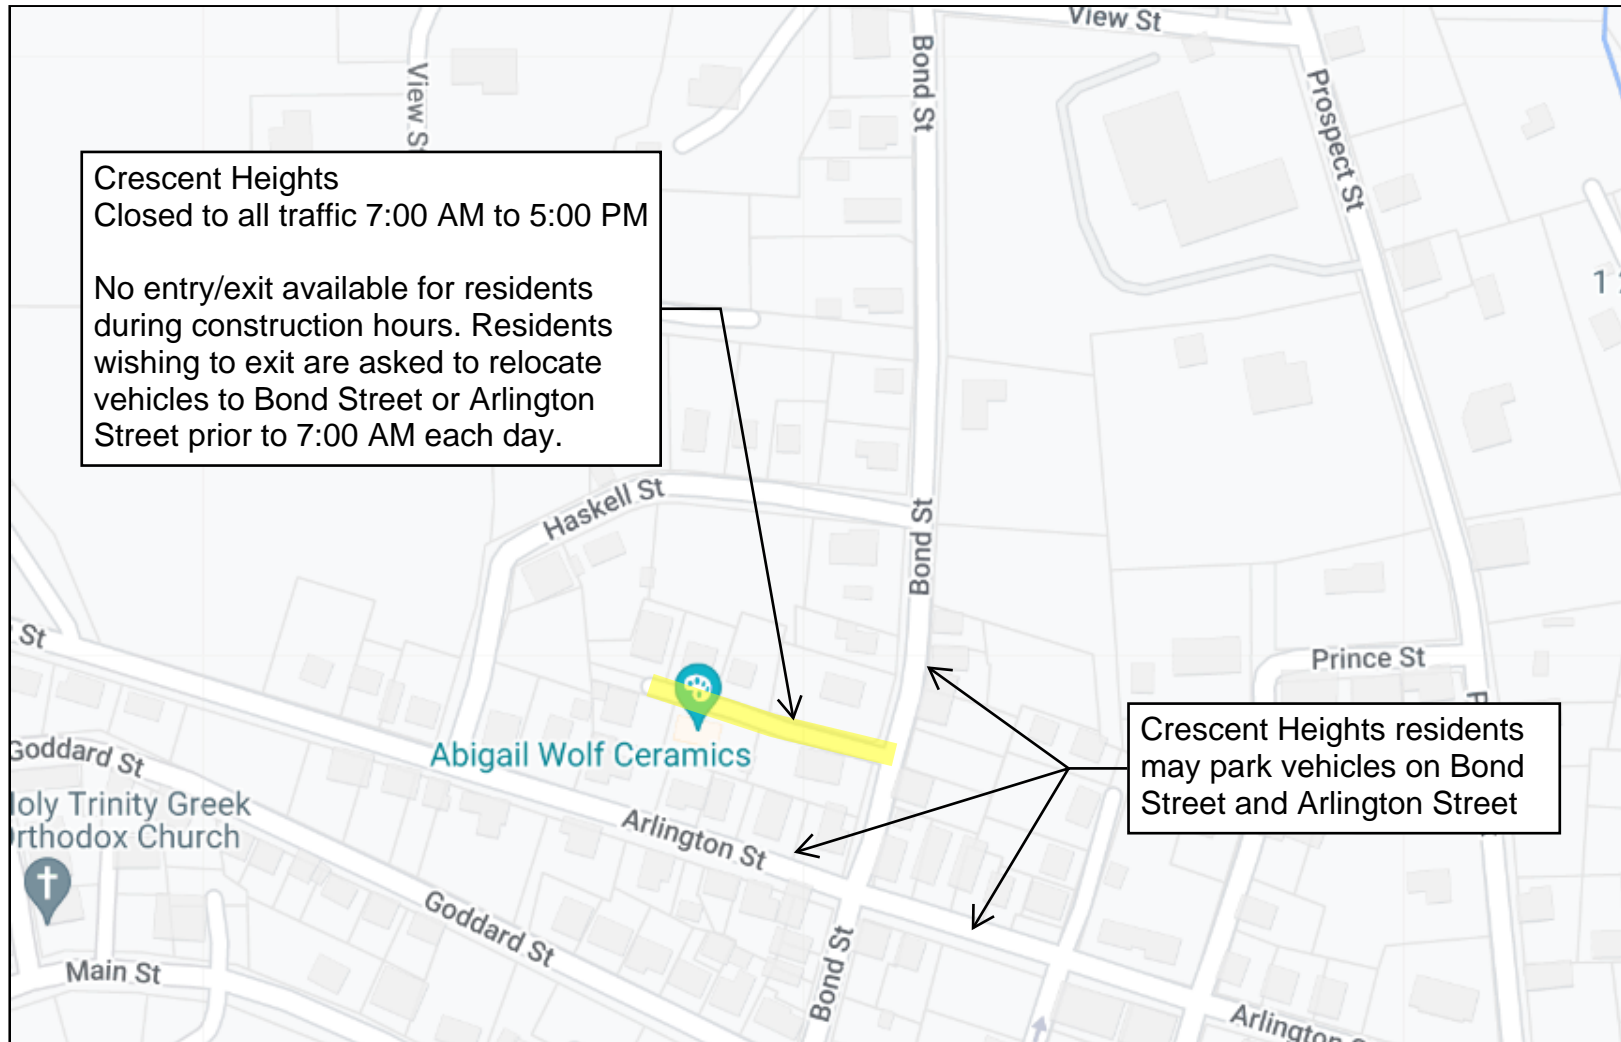 View St
Bond St
View S
Prospect St
Crescent Heights
Closed to all traffic 7:00 AM to 5:00 PM
No entry/exit available for residents
during construction hours. Residents
wishing to exit are asked to relocate
vehicles to Bond Street or Arlington
Street prior to 7:00 AM each day.
1
Haskell St
Bond St
St
Prince St
Abigail Wolf Ceramics
Crescent Heights residents
may park vehicles on Bond
Street and Arlington Street
Goddard St
Holy Trinity Greek
Orthodox Church
Arlington St
Goddard St
Bond St
Main St
Arlington